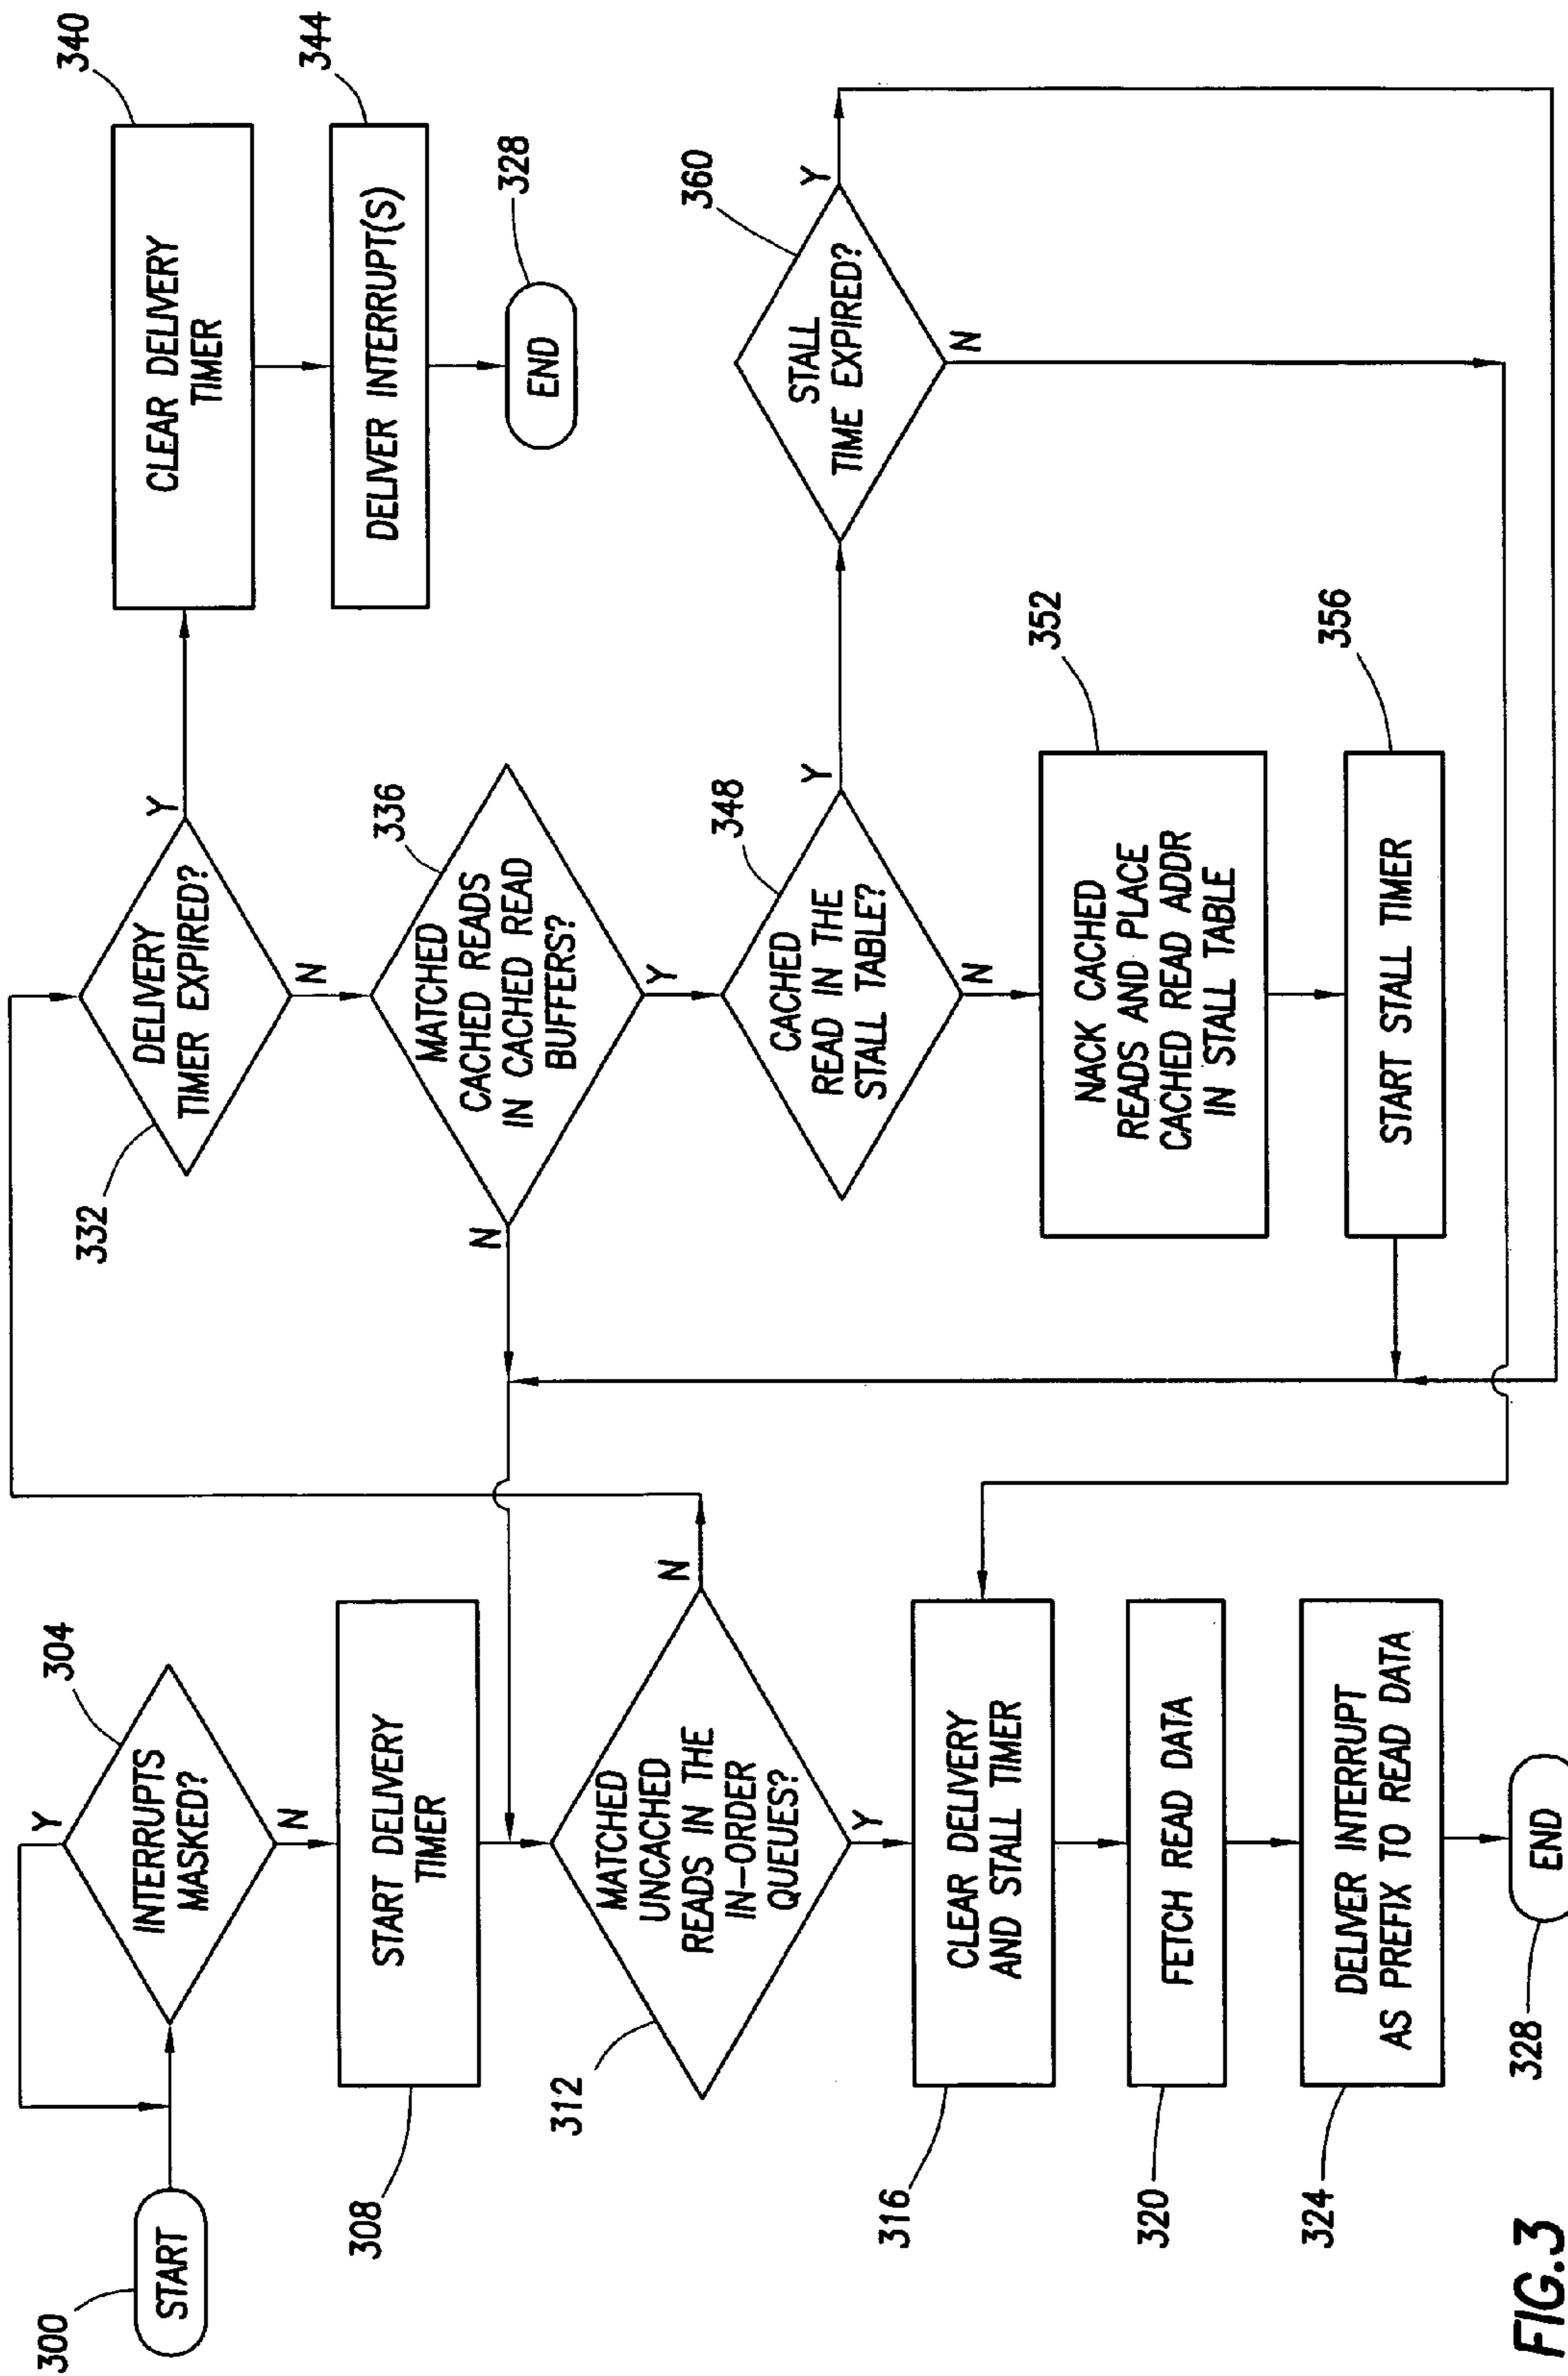 300
START
304
INTERRUPTS
MASKED?
Y
N
308
START DELIVERY
TIMER
312
MATCHED
UNCACHED
READS IN THE
IN-ORDER
QUEUES?
N
Y
316
CLEAR DELIVERY
AND STALL TIMER
320
FETCH READ DATA
324
DELIVER INTERRUPT
AS PREFIX TO READ DATA
328
END
332
DELIVERY
TIMER EXPIRED?
Y
N
336
MATCHED
CACHED READS
IN CACHED READ
BUFFERS?
N
Y
348
CACHED
READ IN THE
STALL TABLE?
Y
N
352
NACK CACHED
READS AND PLACE
CACHED READ ADDR
IN STALL TABLE
356
START STALL TIMER
340
CLEAR DELIVERY
TIMER
344
DELIVER INTERRUPT(S)
328
END
360
STALL
TIME EXPIRED?
Y
N
FIG.3